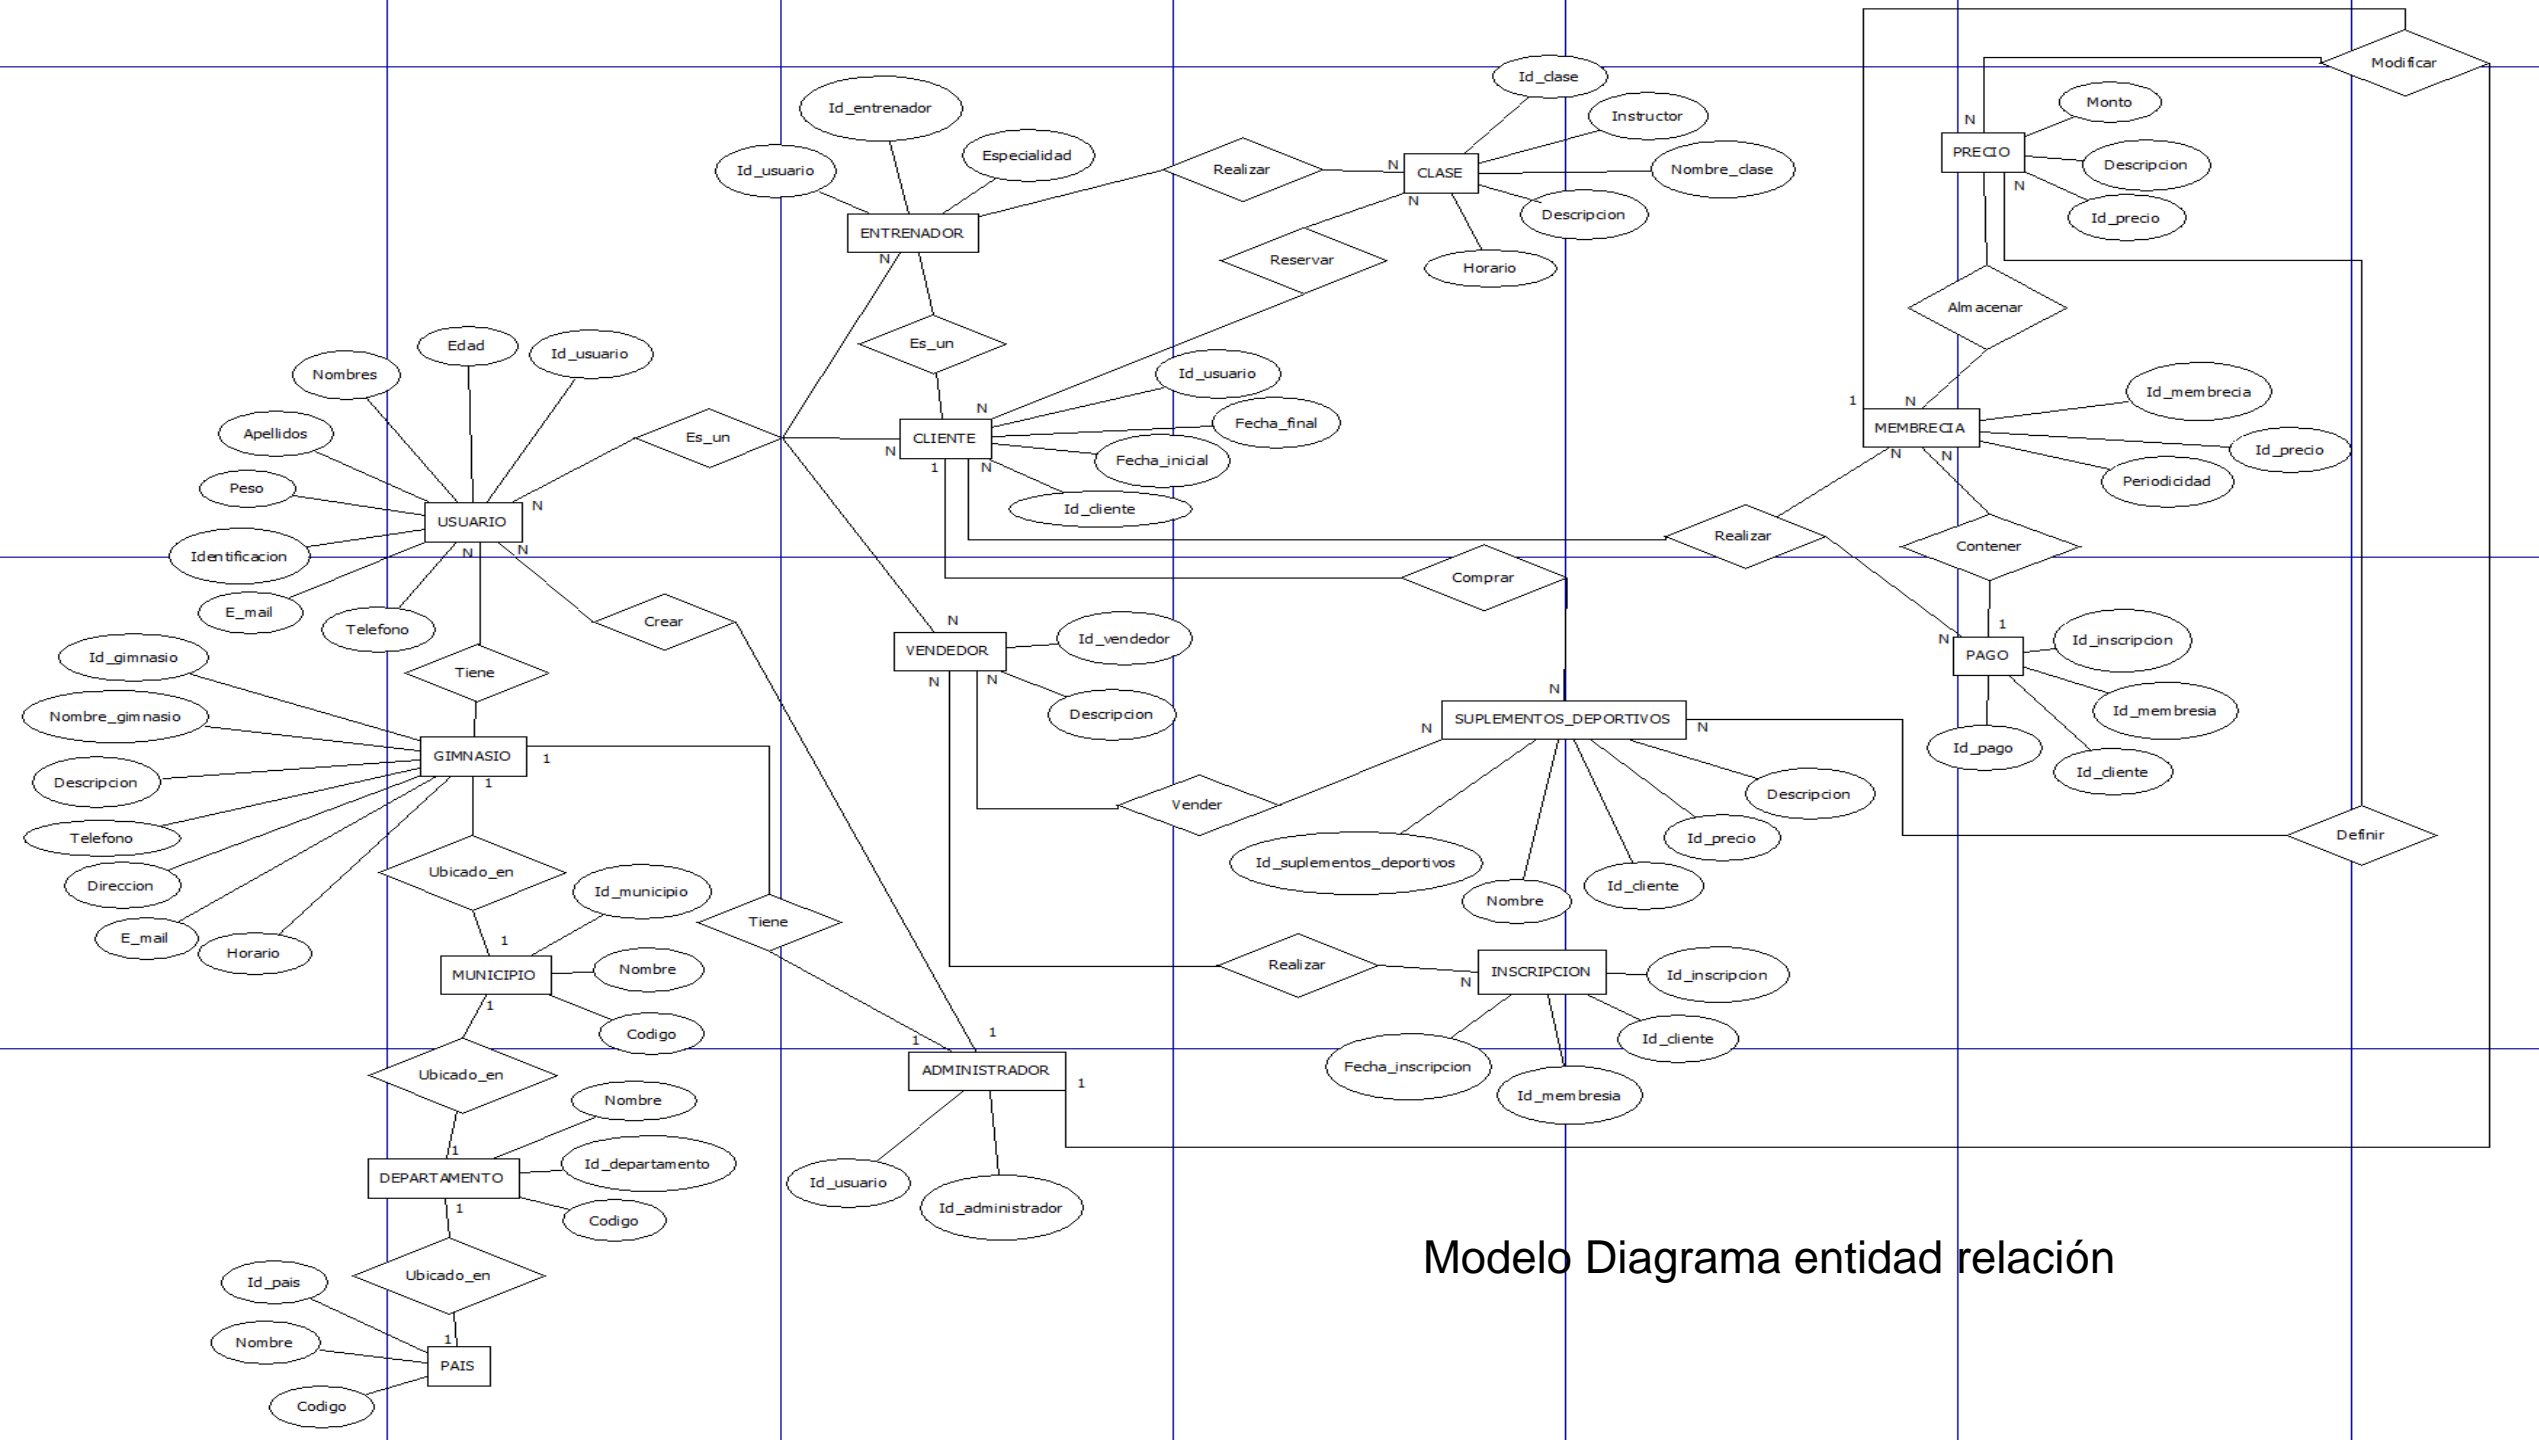 Modificar
Id_clase
Monto
Id_entrenador
Instructor
N
PRECIO
Especialidad
Realizar
N
CLASE
Nombre_clase
Descripcion
Id_usuario
N
N
Descripcion
Id_precio
ENTRENADOR
N
Reservar
Horario
Almacenar
Es_un
Edad
Id_usuario
Nombres
Id_usuario
Id_membrecia
1
N
N
Fecha_final
MEMBRECIA
Apellidos
Es_un
CLIENTE
N
Id_precio
N
N
Fecha_inicial
1
N
Periodicidad
Peso
Id_cliente
N
USUARIO
Realizar
Contener
Identificacion
N
N
Comprar
E_mail
Crear
N
1
Telefono
Id_vendedor
N
Id_inscripcion
VENDEDOR
PAGO
Id_gimnasio
Tiene
N
N
N
Id_membresia
Nombre_gimnasio
Descripcion
SUPLEMENTOS_DEPORTIVOS
N
N
Id_pago
GIMNASIO
1
Id_cliente
Descripcion
1
Descripcion
Vender
Telefono
Id_precio
Definir
Ubicado_en
Id_suplementos_deportivos
Direccion
Id_municipio
Id_cliente
Nombre
Tiene
E_mail
1
Horario
Realizar
INSCRIPCION
N
Id_inscripcion
MUNICIPIO
Nombre
1
Codigo
1
1
Id_cliente
Fecha_inscripcion
ADMINISTRADOR
1
Ubicado_en
Id_membresia
Nombre
1
DEPARTAMENTO
Id_departamento
Id_usuario
1
Id_administrador
Codigo
Modelo Diagrama entidad relación
Ubicado_en
Id_pais
Nombre
1
PAIS
Codigo